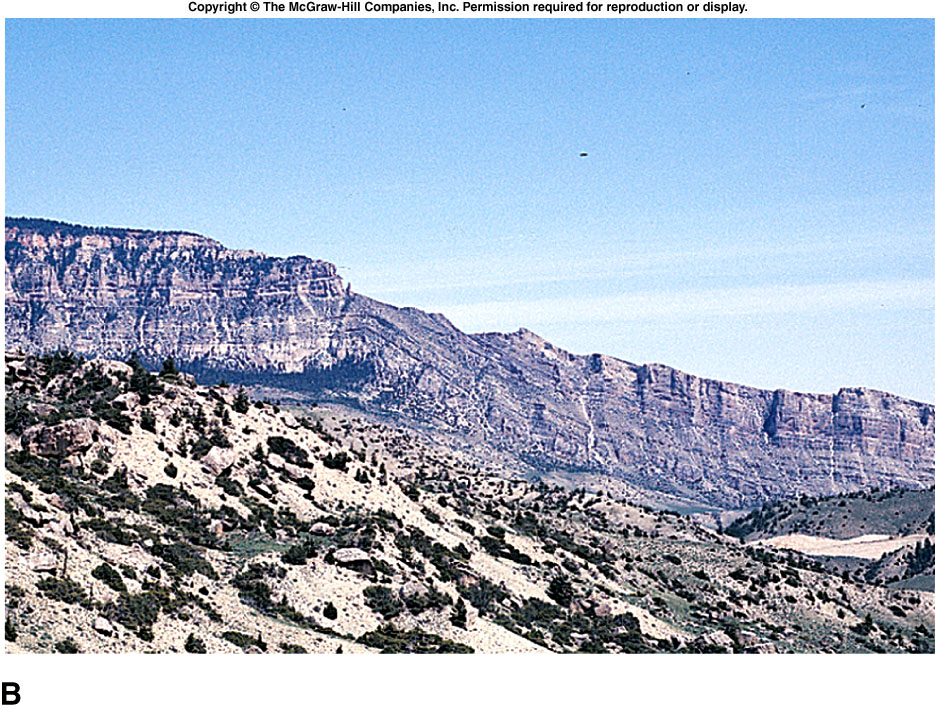 Copyright © The McGraw-Hill Companies, Inc. Permission required for reproduction or display.
B